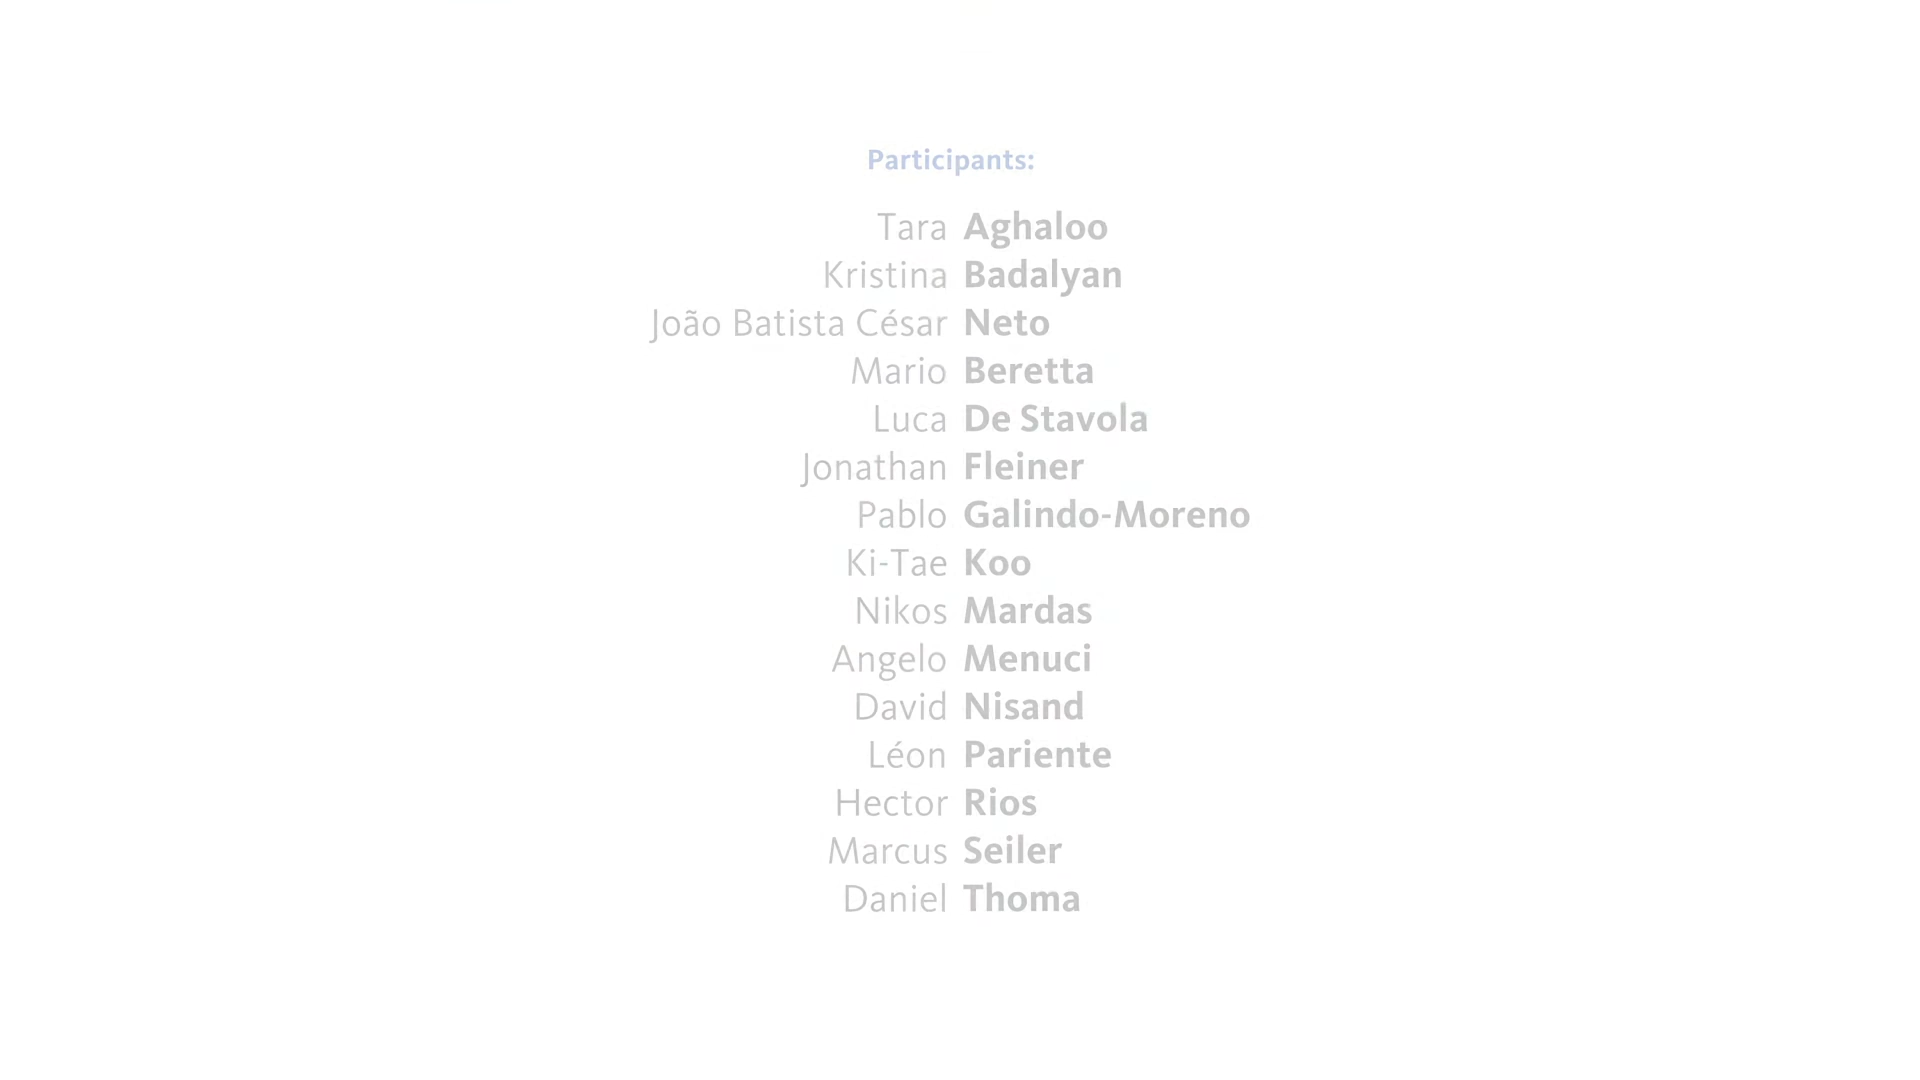 Participants:
Tara Aghaloo
Kristina Badalyan
João Batista César Neto
Mario Beretta
Luca De Stavola
Jonathan Fleiner
Pablo Galindo-Moreno
Ki-Tae Koo
Nikos Mardas
Angelo Menuci
David Nisand
Léon Pariente
Hector Rios
Marcus Seiler
Daniel Thoma